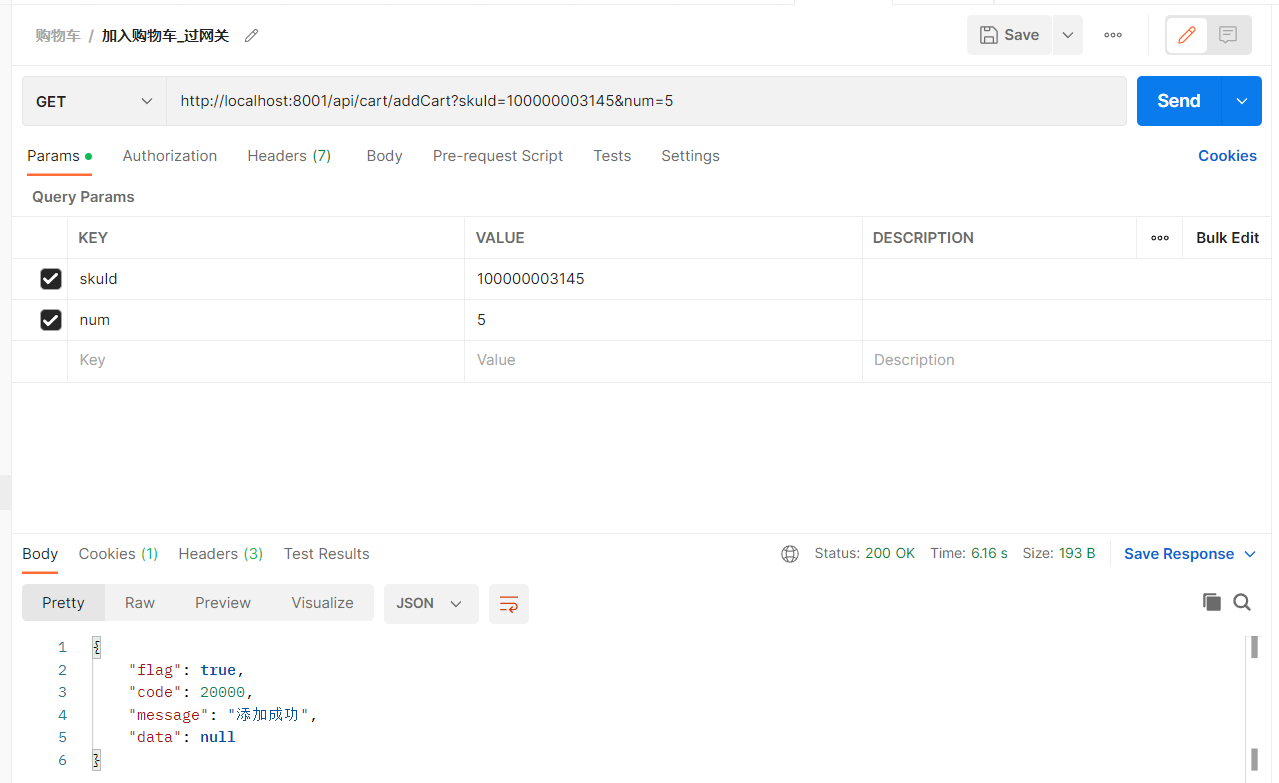 购物车 / 加入购物车_过网关
Save
GET http://localhost:8001/api/cart/addCart?skuId=100000003145&num=5 Send
Params Authorization Headers (7) Body Pre-request Script Tests Settings Cookies
Query Params
KEY VALUE DESCRIPTION Bulk Edit
skuId 100000003145
num 5
Key Value Description
Body Cookies (1) Headers (3) Test Results Status: 200 OK Time: 6.16 s Size: 193 B Save Response
Pretty Raw Preview Visualize JSON
1 {
2 "flag": true,
3 "code": 20000,
4 "message": "添加成功",
5 "data": null
6 }